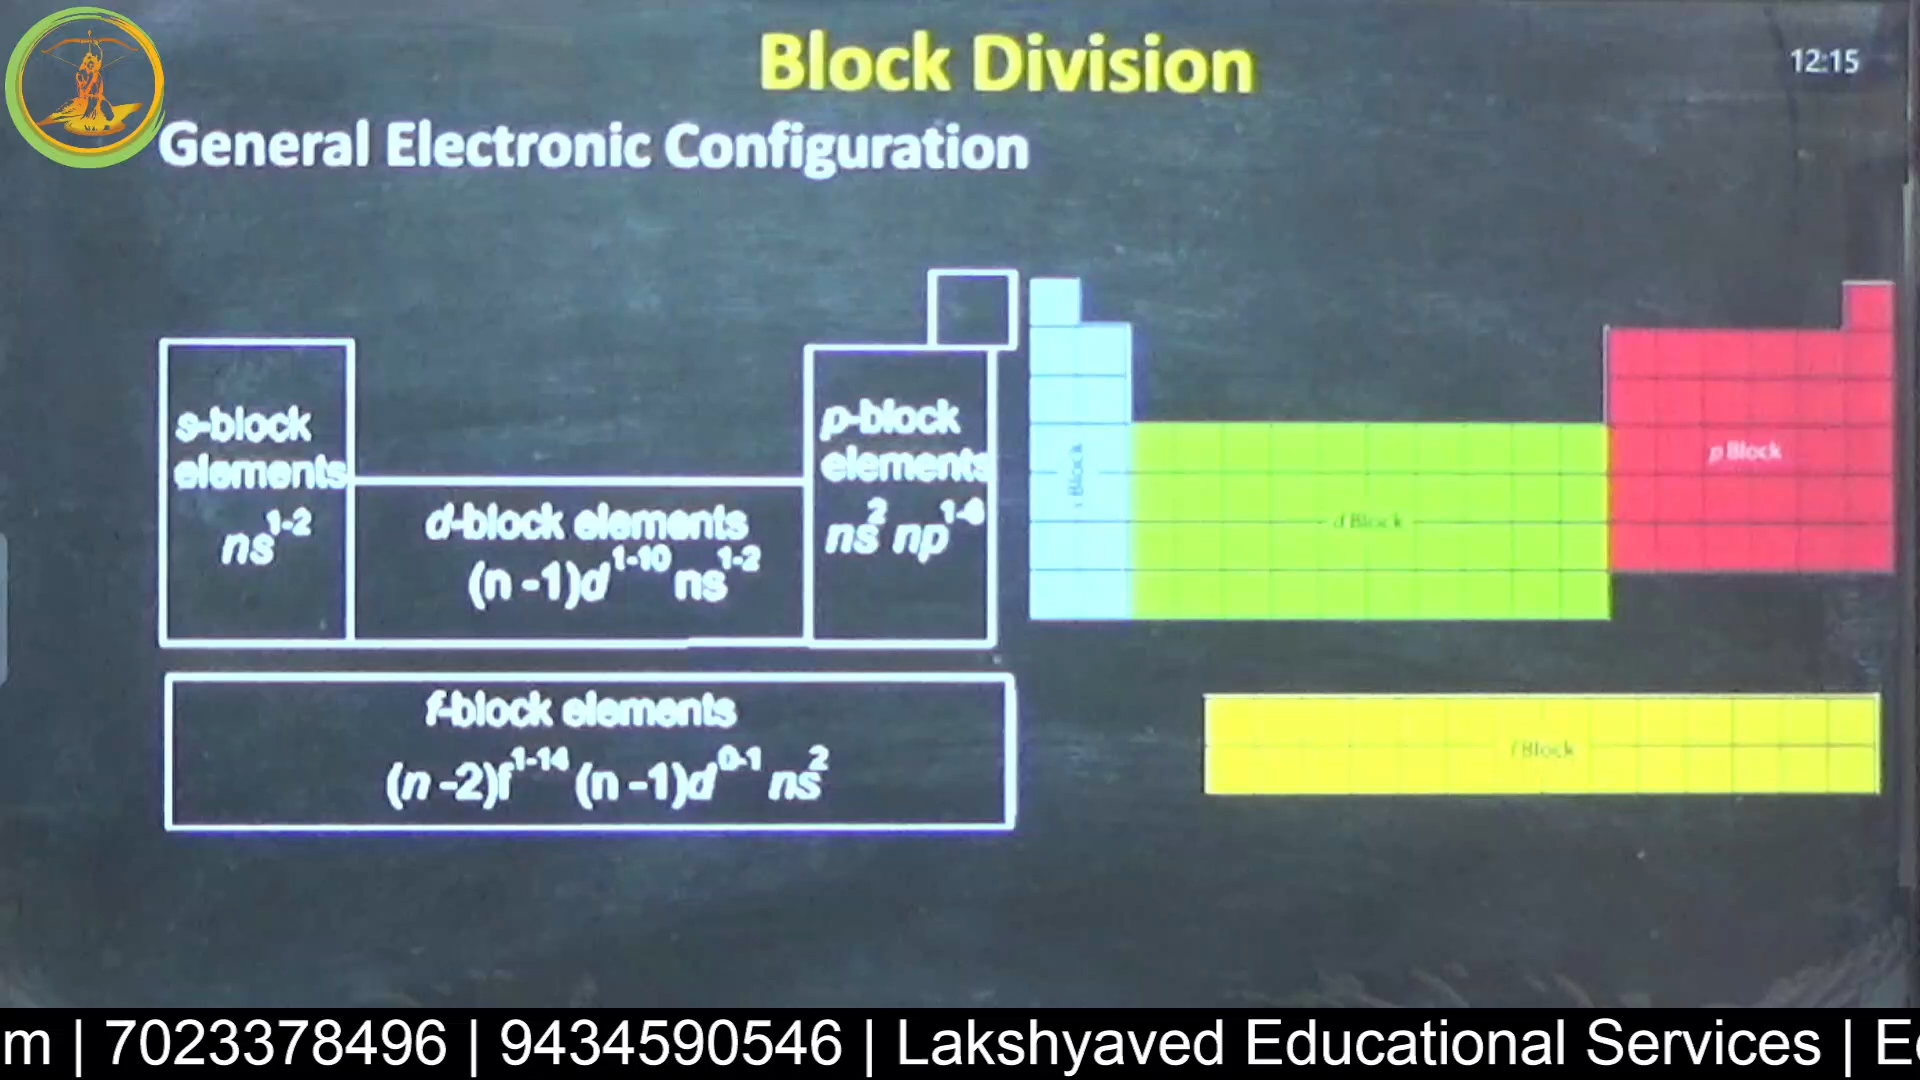 Block Division
12:15
General Electronic Configuration
s-block
elements
ns¹⁻²
d-block elements
(n -1)d¹⁻¹⁰ ns¹⁻²
p-block
elements
ns² np¹⁻⁶
f-block elements
(n -2)f¹⁻¹⁴ (n -1)d⁰⁻¹ ns²
s Block
d Block
p Block
f Block
m | 7023378496 | 9434590546 | Lakshyaved Educational Services | E